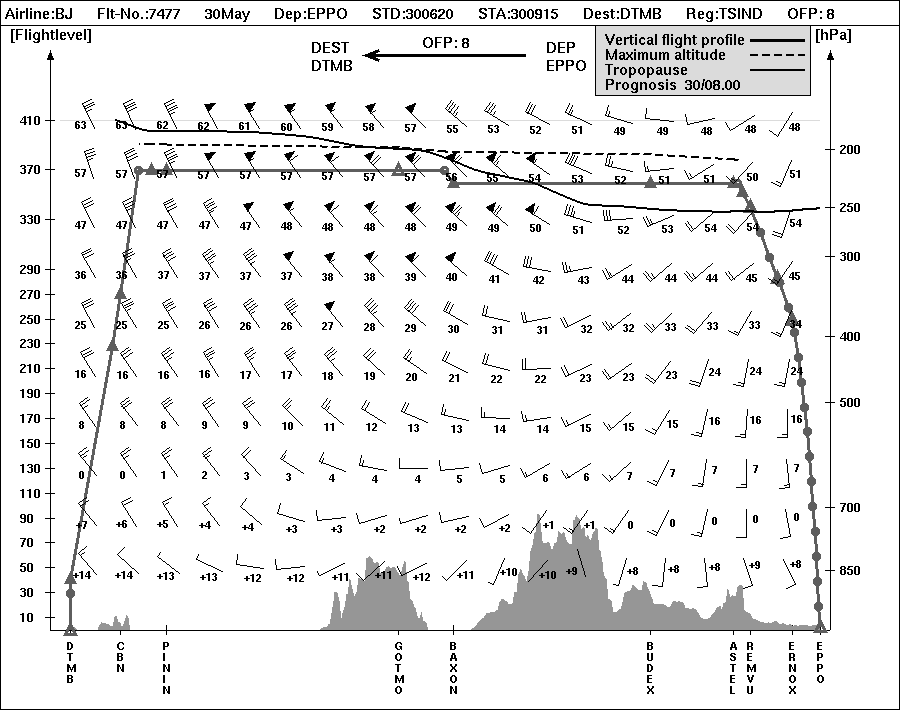 Airline:BJ Flt-No.:7477 30May Dep:EPPO STD:300620 STA:300915 Dest:DTMB Reg:TSIND OFP: 8
[Flightlevel] DEST DTMB OFP: 8 DEP EPPO [hPa]
Vertical flight profile
Maximum altitude
Tropopause
Prognosis 30/08.00
410 63 63 62 62 61 60 59 58 57 55 53 52 51 49 49 48 48 48
200
370 57 57 57 57 57 57 57 57 57 56 55 54 53 52 51 51 50 51
250
330 47 47 47 47 48 48 48 48 48 49 49 50 51 52 53 54 54 54
300
290 36 36 37 37 37 37 38 38 39 40 41 42 43 44 44 44 45 45
270
250 25 25 25 26 26 26 27 28 29 30 31 31 32 32 33 33 33 34
230 400
210 16 16 16 16 17 17 18 19 20 21 22 22 23 23 23 24 24 24
190
500
170 8 8 8 9 9 10 11 12 13 13 14 14 15 15 15 16 16 16
150
130 0 0 1 2 3 3 4 4 4 5 5 6 6 7 7 7 7 7
110
700
90 +7 +6 +5 +4 +4 +3 +3 +2 +2 +2 +2 +1 +1 0 0 0 0 0
70
50 +14 +14 +13 +13 +12 +12 +11 +11 +12 +11 +10 +10 +9 +8 +8 +8 +9 +8
850
30
10
DTMB CBN PININ GOTMO BAXON BUDEX ASTEL REMVU ERNOX EPPO